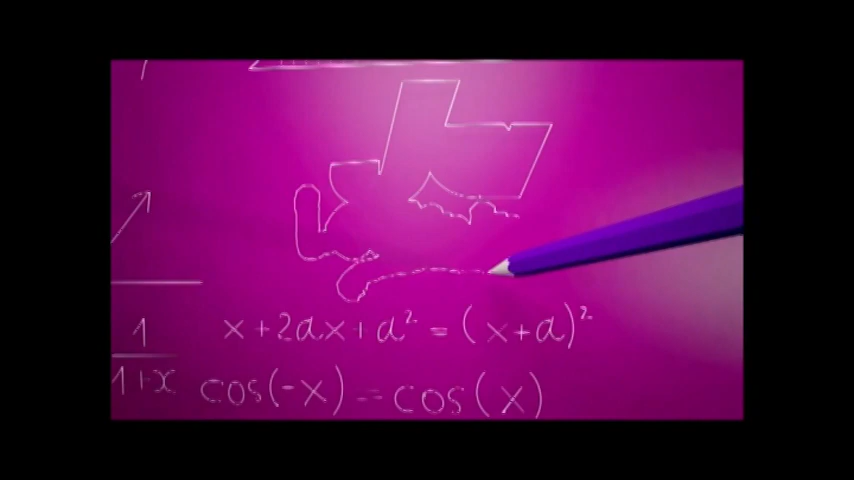 x+2ax+a² = (x+a)²
1
1+x
cos(-x) = cos(x)